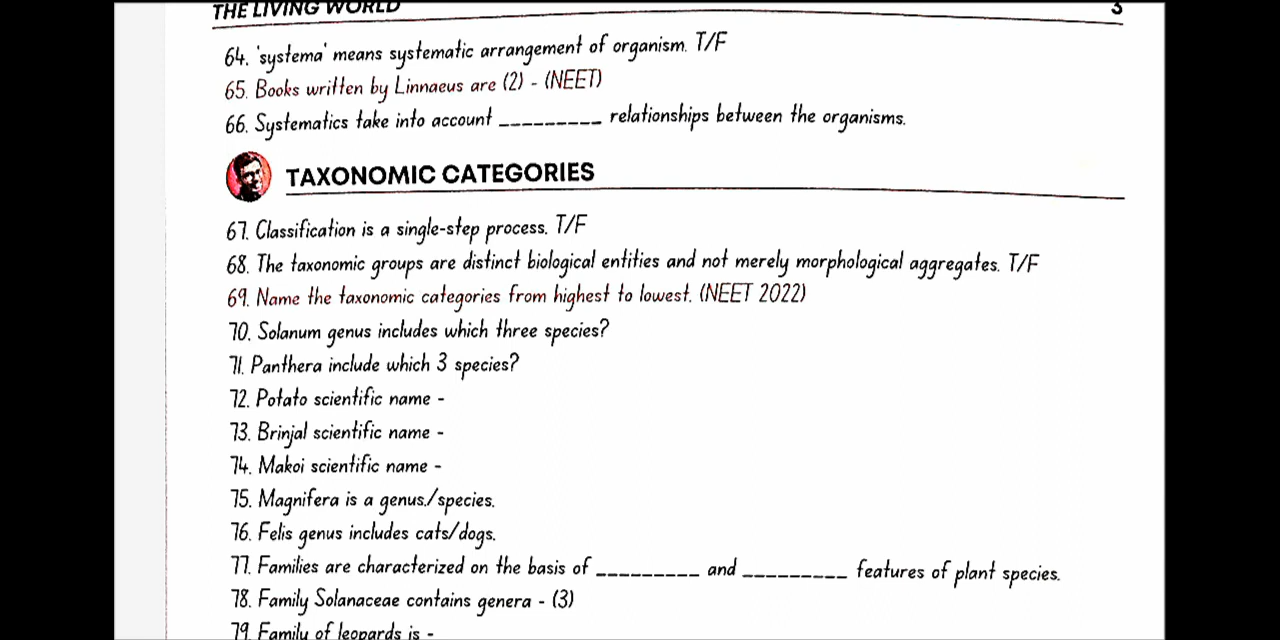 THE LIVING WORLD 3
64. 'systema' means systematic arrangement of organism. T/F
65. Books written by Linnaeus are (2) - (NEET)
66. Systematics take into account _________ relationships between the organisms.
TAXONOMIC CATEGORIES
67. Classification is a single-step process. T/F
68. The taxonomic groups are distinct biological entities and not merely morphological aggregates. T/F
69. Name the taxonomic categories from highest to lowest. (NEET 2022)
70. Solanum genus includes which three species?
71. Panthera include which 3 species?
72. Potato scientific name -
73. Brinjal scientific name -
74. Makoi scientific name -
75. Magnifera is a genus./species.
76. Felis genus includes cats/dogs.
77. Families are characterized on the basis of _________ and _________ features of plant species.
78. Family Solanaceae contains genera - (3)
79. Family of leopards is -